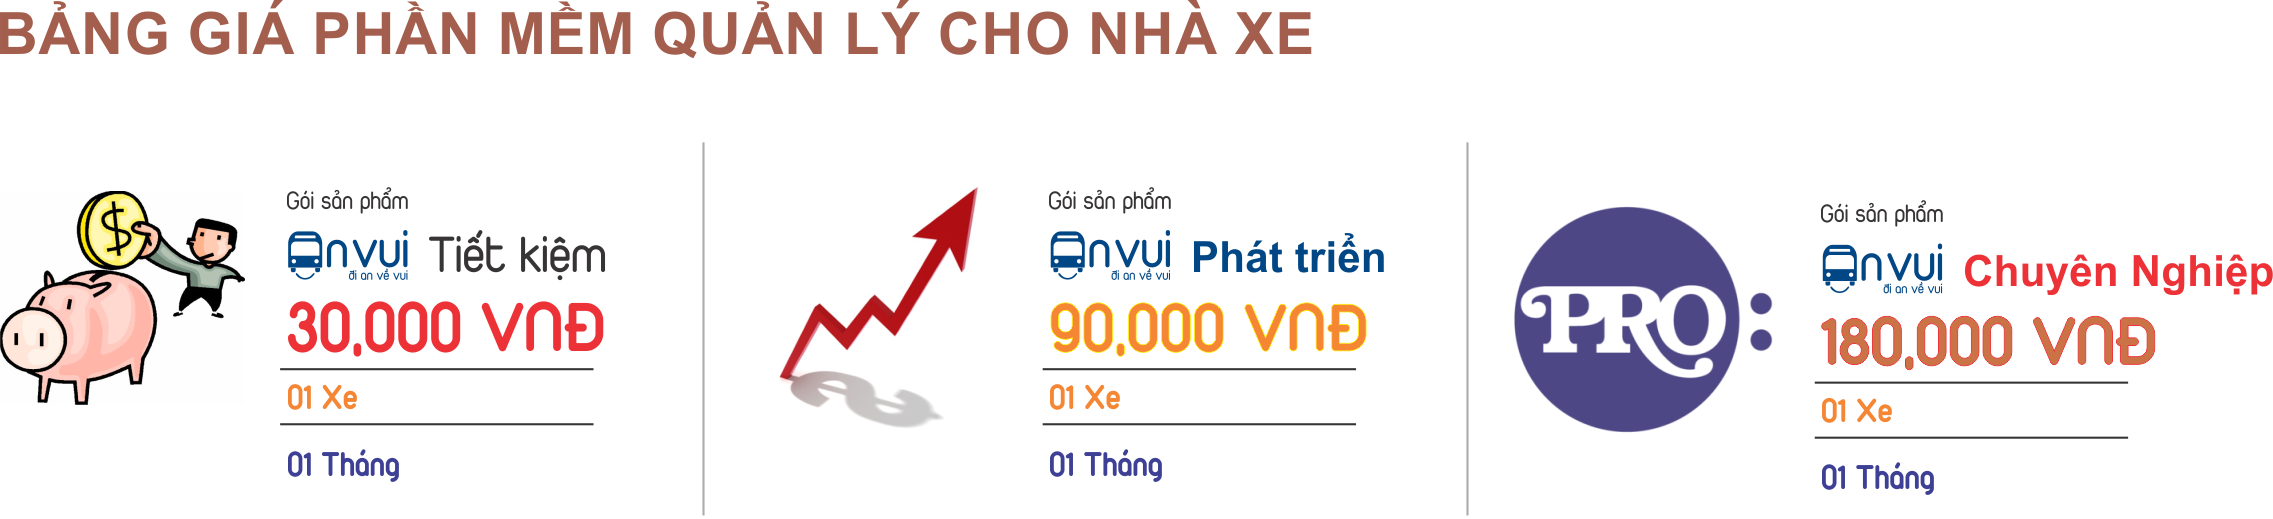 BẢNG GIÁ PHẦN MỀM QUẢN LÝ CHO NHÀ XE
$
Gói sản phẩm
Anvui Tiết kiệm
đi an về vui
30,000 VNĐ
01 Xe
01 Tháng
Gói sản phẩm
Anvui Phát triển
đi an về vui
90,000 VNĐ
01 Xe
01 Tháng
PRO:
Gói sản phẩm
Anvui Chuyên Nghiệp
đi an về vui
180,000 VNĐ
01 Xe
01 Tháng